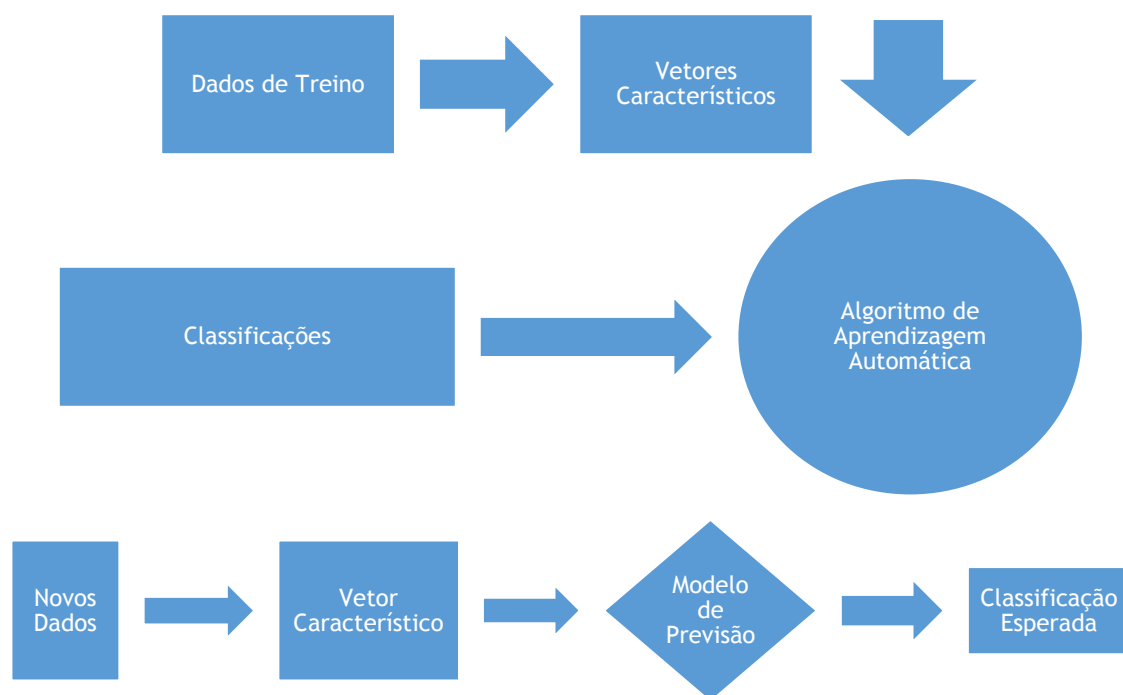 Dados de Treino
Vetores
Característicos
Classificações
Algoritmo de
Aprendizagem
Automática
Novos
Dados
Vetor
Característico
Modelo
de
Previsão
Classificação
Esperada